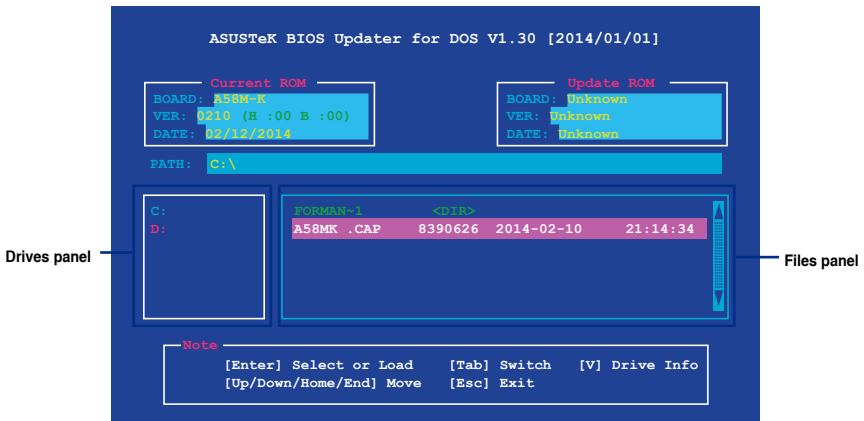 ASUSTeK BIOS Updater for DOS V1.30 [2014/01/01]
Current ROM
BOARD: A58M-K
VER: 0210 (H :00 B :00)
DATE: 02/12/2014
Update ROM
BOARD: Unknown
VER: Unknown
DATE: Unknown
PATH: C:\
C:
D:
FORMAN~1 <DIR>
A58MK .CAP 8390626 2014-02-10 21:14:34
Drives panel
Files panel
Note
[Enter] Select or Load [Tab] Switch [V] Drive Info
[Up/Down/Home/End] Move [Esc] Exit